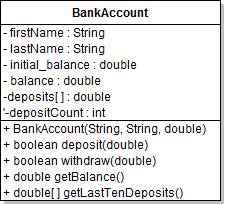 BankAccount
- firstName : String
- lastName : String
- initial_balance : double
- balance : double
-deposits[ ] : double
'-depositCount : int
+ BankAccount(String, String, double)
+ boolean deposit(double)
+ boolean withdraw(double)
+ double getBalance()
+ double[] getLastTenDeposits()